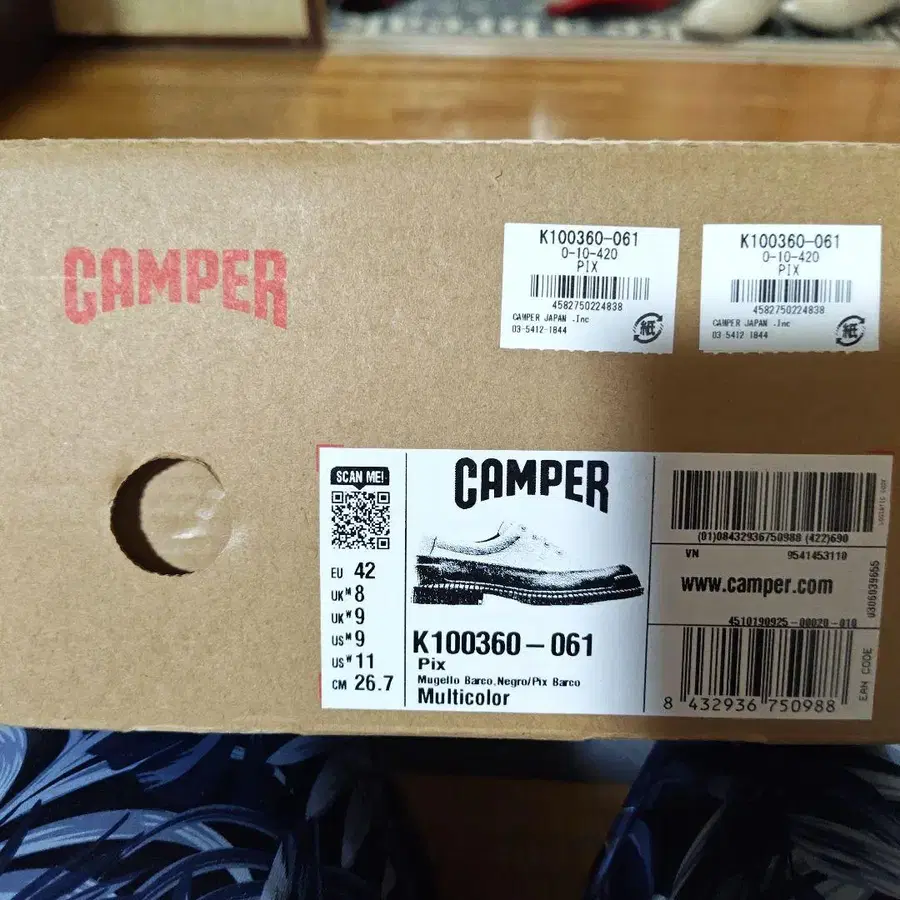 CAMPER
K100360-061
0-10-420
PIX
4582750224838
CAMPER JAPAN .Inc
03-5412-1844
紙
K100360-061
0-10-420
PIX
4582750224838
CAMPER JAPAN .Inc
03-5412-1844
紙
SCAN ME!
EU 42
UK M 8
UK W 9
US M 9
US W 11
CM 26.7
CAMPER
K100360-061
Pix
Mugello Barco.Negro/Pix Barco
Multicolor
(01)08432936750988 (422)690
VN 9541453110
www.camper.com
4510190925-00020-010
8 432936 750988
EAN CODE
0306039655